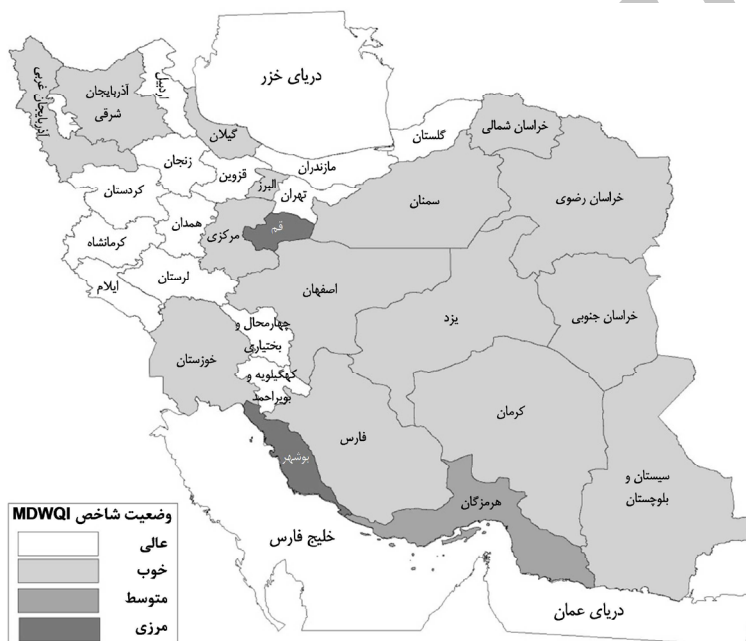 دریای خزر
اردبیل
آذربایجان
شرقی
آذربایجان غربی
گیلان
گلستان
خراسان شمالی
مازندران
زنجان
قزوین
البرز
تهران
کردستان
سمنان
خراسان رضوی
همدان
مرکزی
قم
کرمانشاه
لرستان
ایلام
اصفهان
یزد
خراسان جنوبی
چهارمحال و
بختیاری
خوزستان
کهگیلویه و
بویراحمد
کرمان
فارس
بوشهر
سیستان و
بلوچستان
هرمزگان
خلیج فارس
دریای عمان
وضعیت شاخص MDWQI
عالی
خوب
متوسط
مرزی